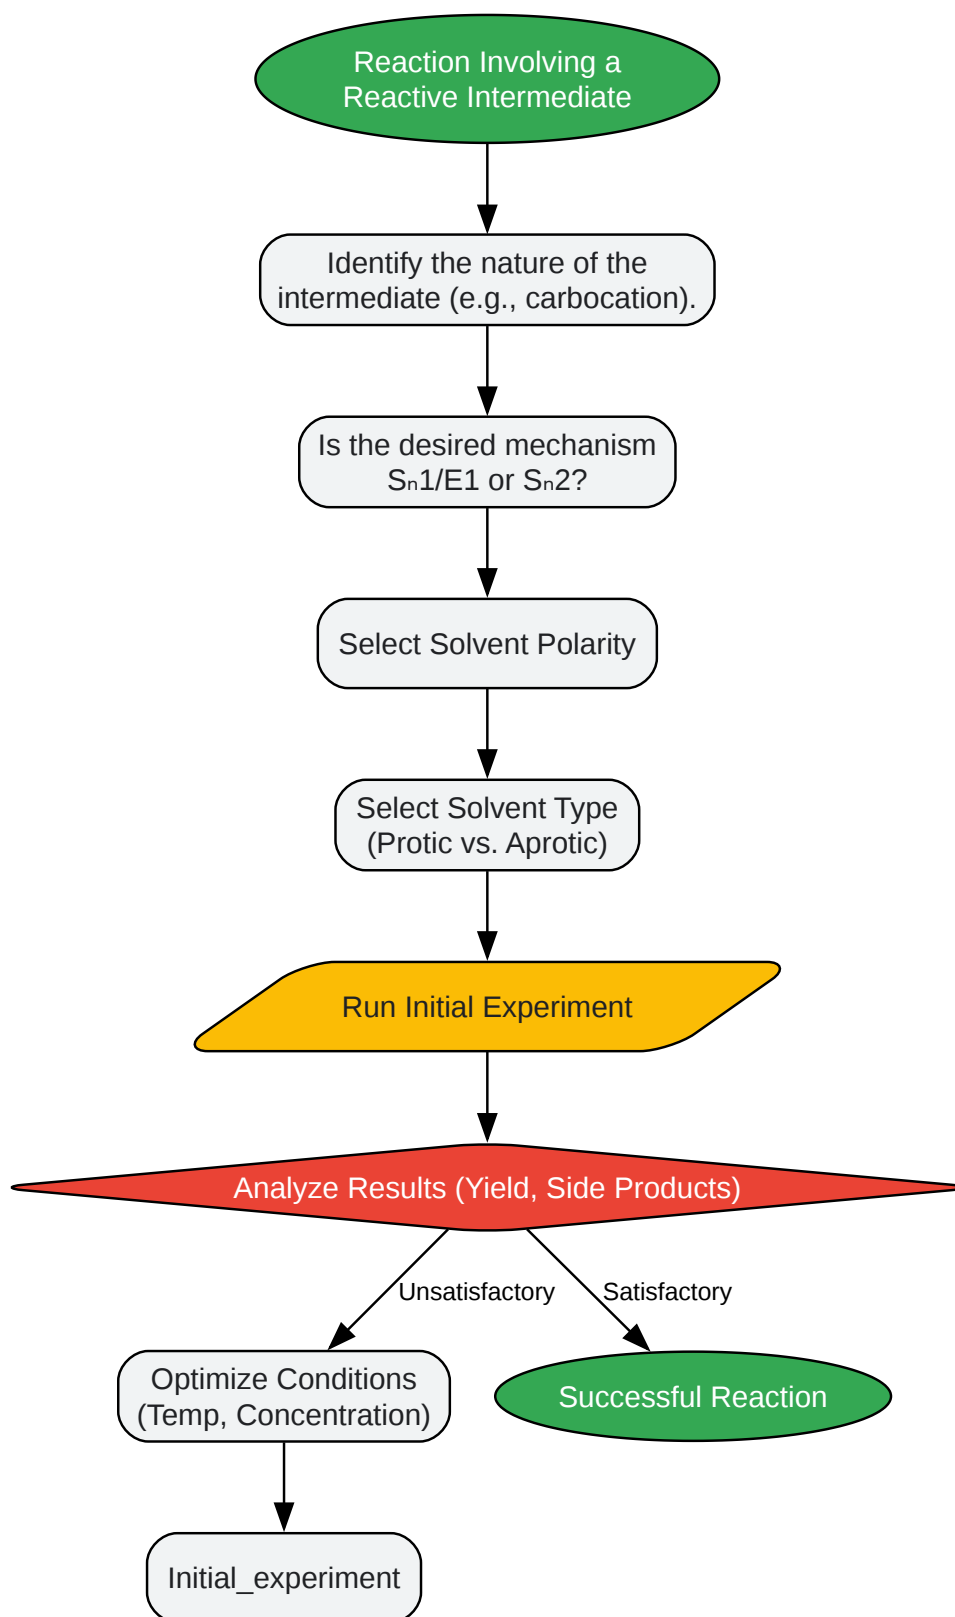 Reaction Involving a
Reactive Intermediate
Identify the nature of the
intermediate (e.g., carbocation).
Is the desired mechanism
Sₙ1/E1 or Sₙ2?
Select Solvent Polarity
Select Solvent Type
(Protic vs. Aprotic)
Run Initial Experiment
Analyze Results (Yield, Side Products)
Unsatisfactory
Satisfactory
Optimize Conditions
(Temp, Concentration)
Successful Reaction
Initial_experiment